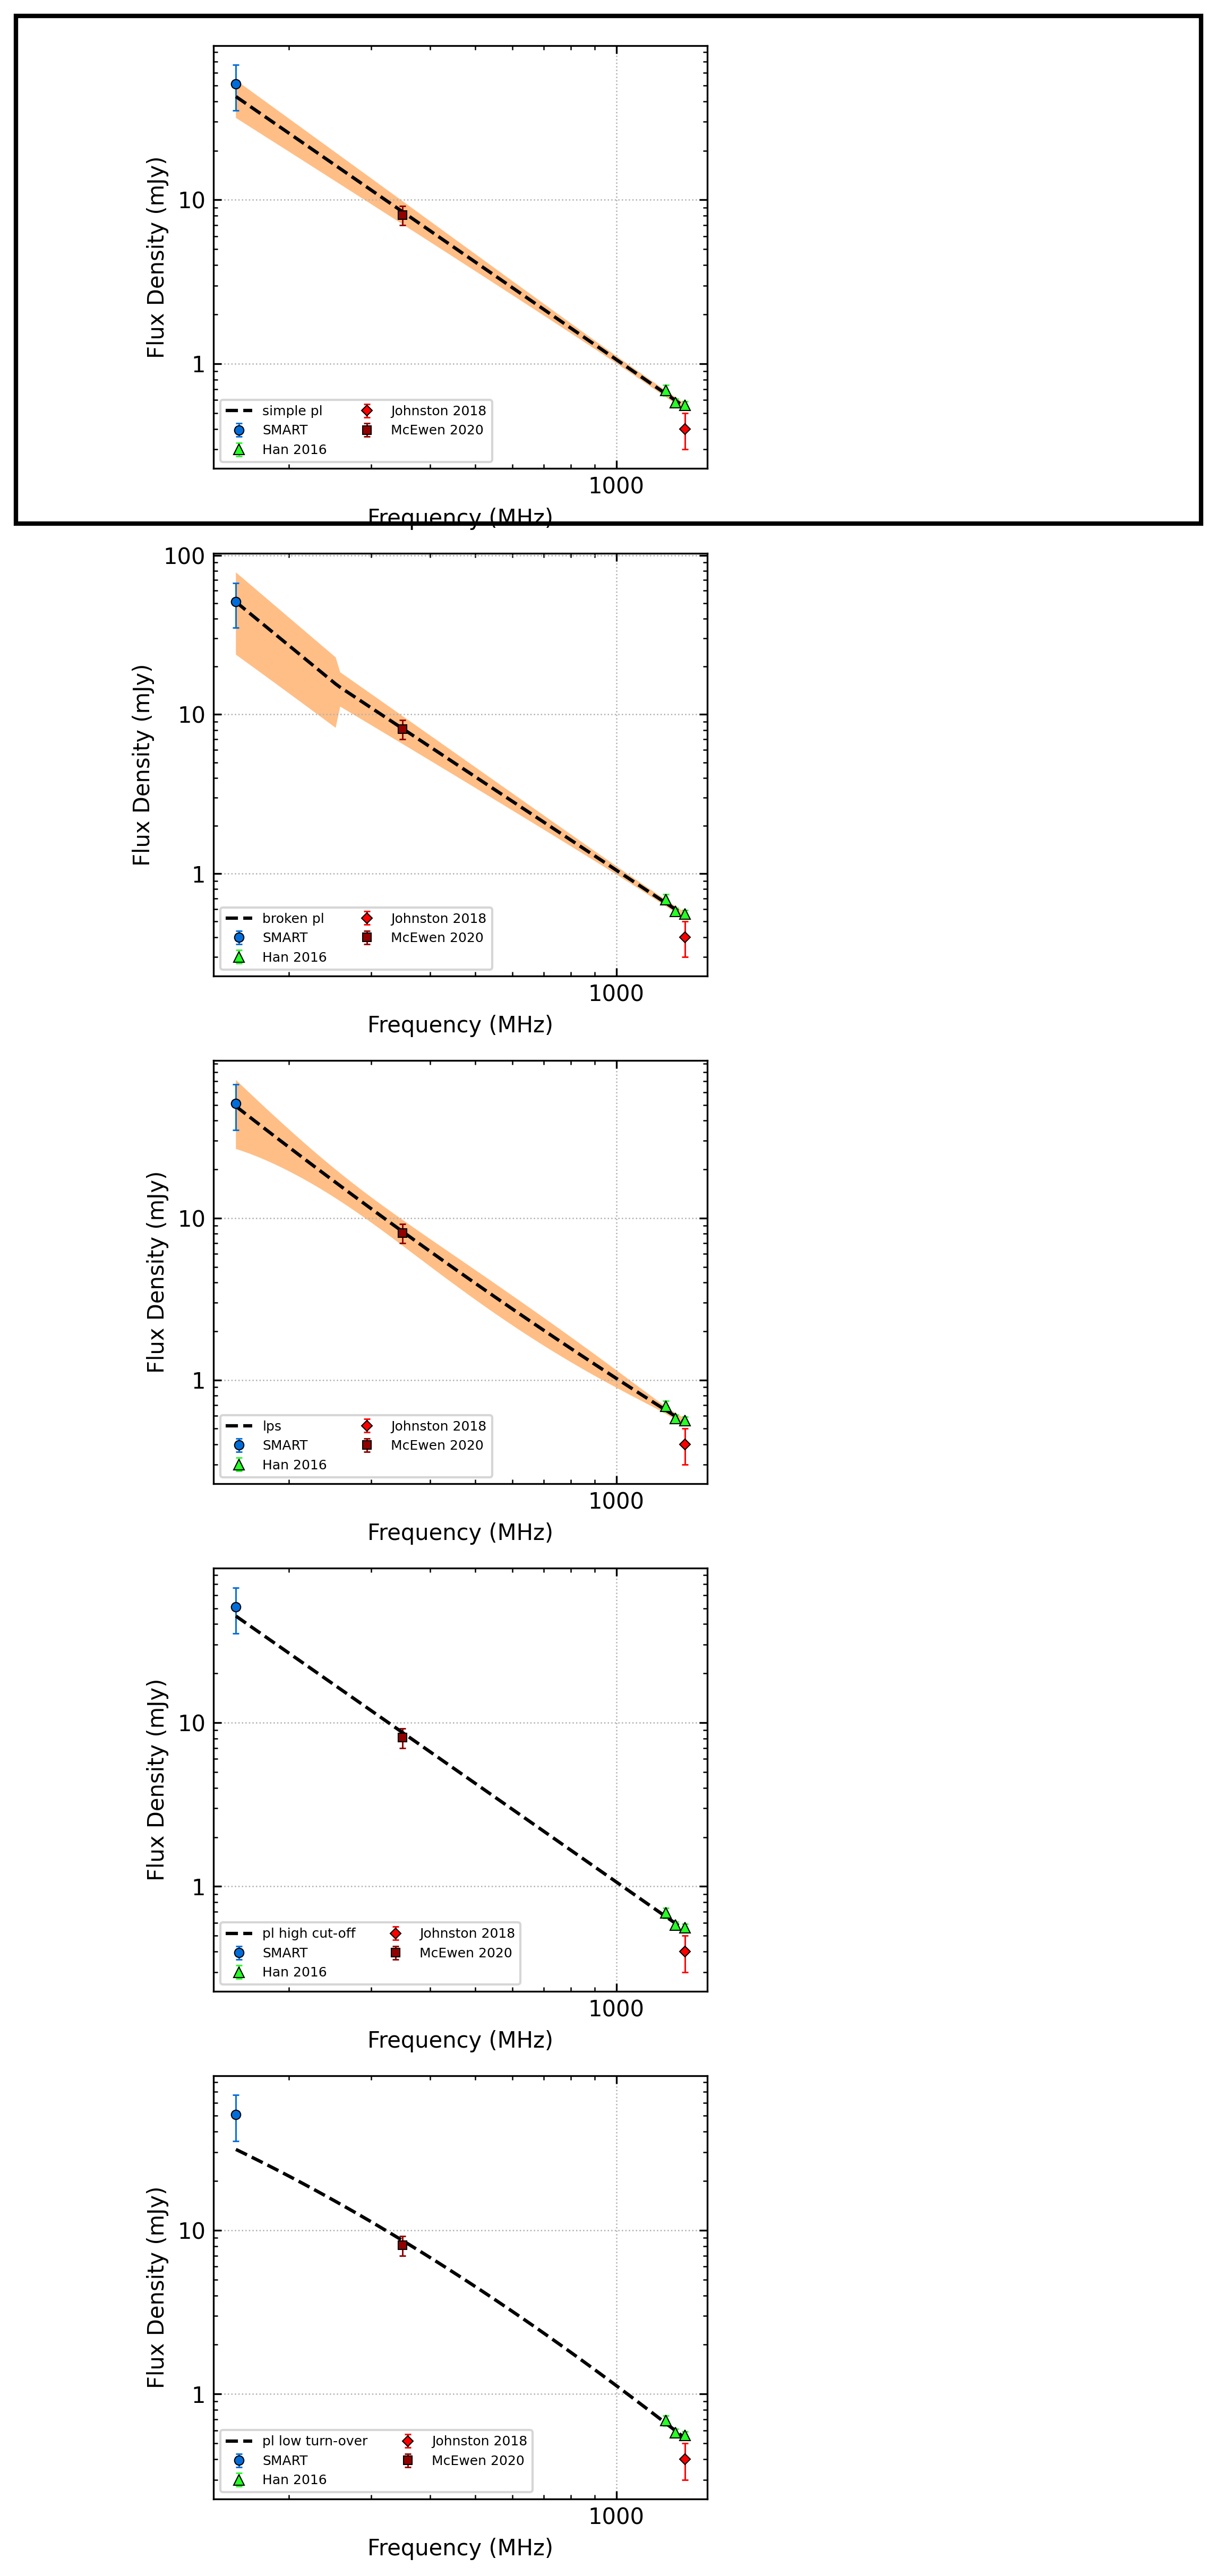 10
1
Flux Density (mJy)
simple pl
SMART
Han 2016
Johnston 2018
McEwen 2020
1000
Frequency (MHz)
100
10
1
Flux Density (mJy)
broken pl
SMART
Han 2016
Johnston 2018
McEwen 2020
1000
Frequency (MHz)
10
1
Flux Density (mJy)
lps
SMART
Han 2016
Johnston 2018
McEwen 2020
1000
Frequency (MHz)
10
1
Flux Density (mJy)
pl high cut-off
SMART
Han 2016
Johnston 2018
McEwen 2020
1000
Frequency (MHz)
10
1
Flux Density (mJy)
pl low turn-over
SMART
Han 2016
Johnston 2018
McEwen 2020
1000
Frequency (MHz)